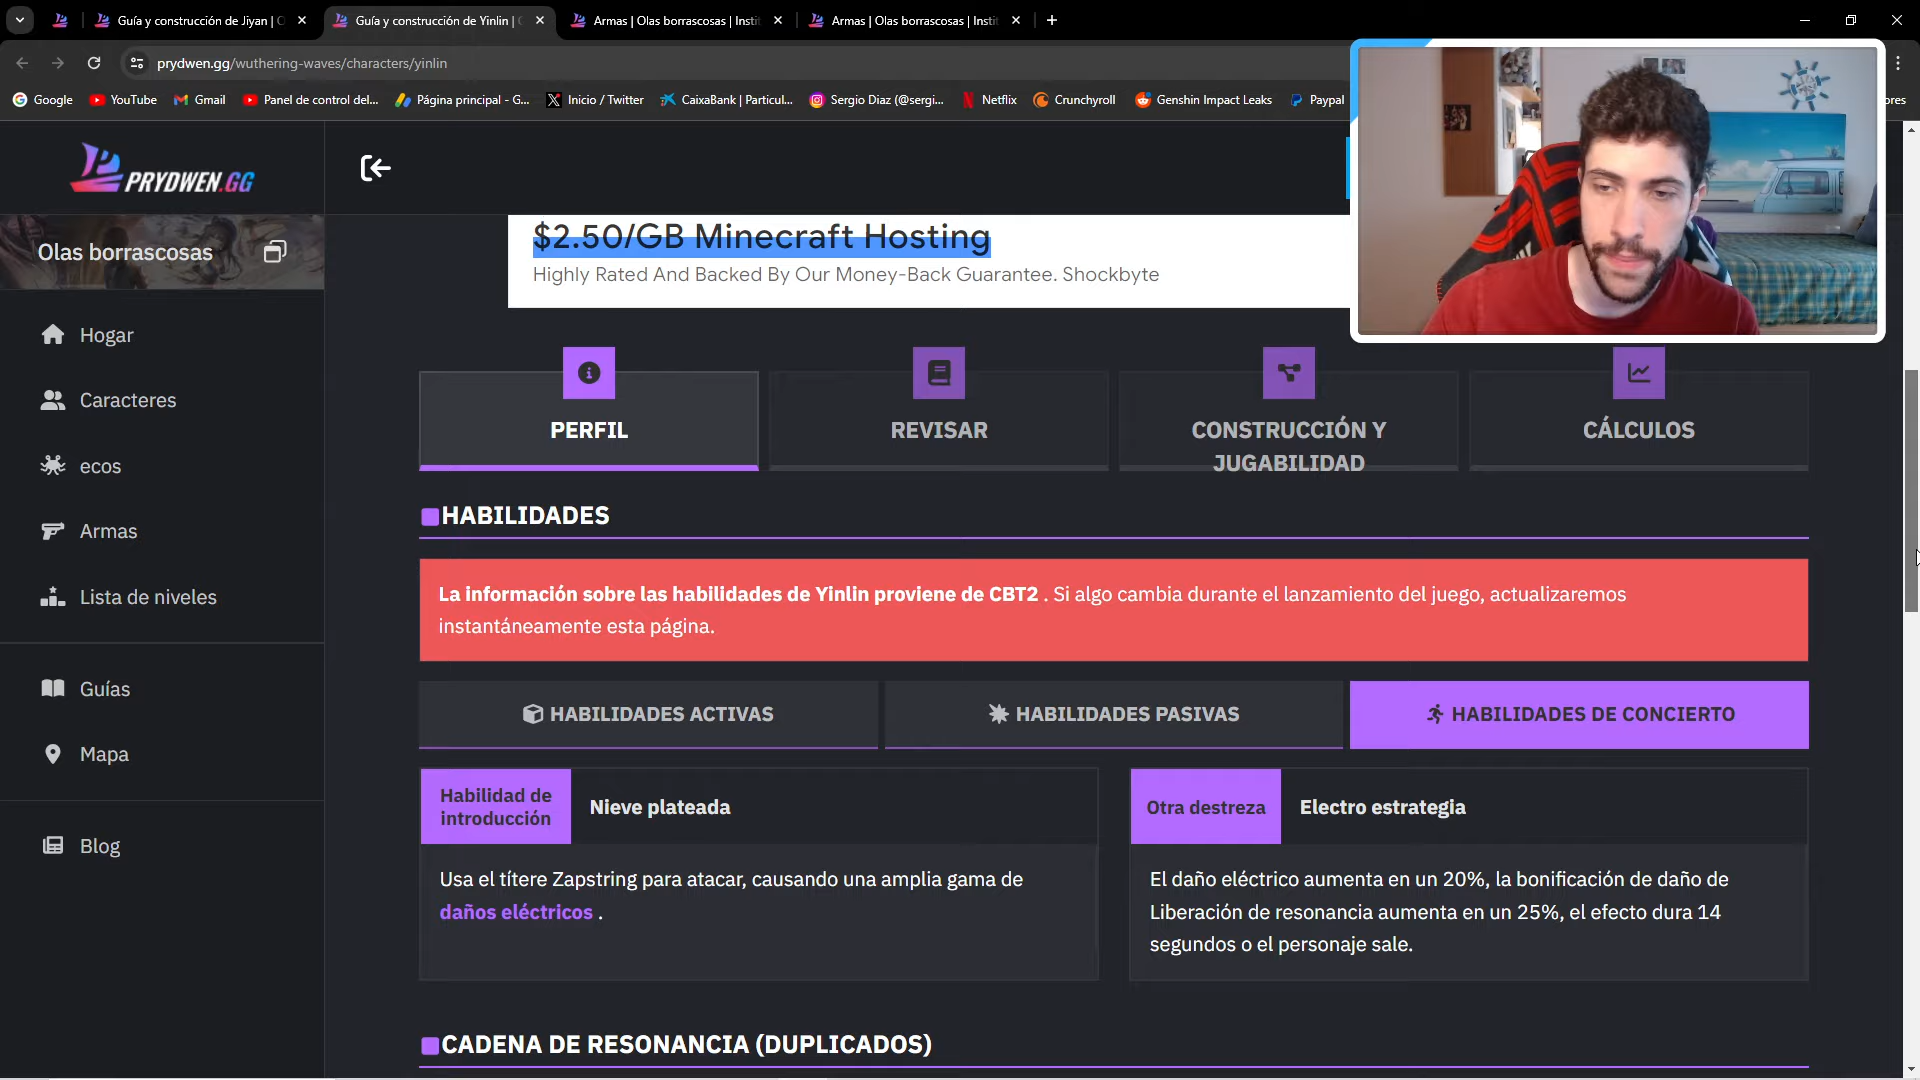 Guía y construcción de Jiyan |
Guía y construcción de Yinlin |
Armas | Olas borrascosas | Instit
Armas | Olas borrascosas | Instit
prydwen.gg/wuthering-waves/characters/yinlin
Google YouTube Gmail Panel de control del... Página principal - G... Inicio / Twitter CaixaBank | Particul... Sergio Diaz (@sergi... Netflix Crunchyroll Genshin Impact Leaks Paypal
PRYDWEN.GG
Olas borrascosas
Hogar
Caracteres
ecos
Armas
Lista de niveles
Guías
Mapa
Blog
$2.50/GB Minecraft Hosting
Highly Rated And Backed By Our Money-Back Guarantee. Shockbyte
PERFIL
REVISAR
CONSTRUCCIÓN Y
JUGABILIDAD
CÁLCULOS
HABILIDADES
La información sobre las habilidades de Yinlin proviene de CBT2 . Si algo cambia durante el lanzamiento del juego, actualizaremos
instantáneamente esta página.
HABILIDADES ACTIVAS
HABILIDADES PASIVAS
HABILIDADES DE CONCIERTO
Habilidad de
introducción
Nieve plateada
Usa el títere Zapstring para atacar, causando una amplia gama de
daños eléctricos .
Otra destreza
Electro estrategia
El daño eléctrico aumenta en un 20%, la bonificación de daño de
Liberación de resonancia aumenta en un 25%, el efecto dura 14
segundos o el personaje sale.
CADENA DE RESONANCIA (DUPLICADOS)